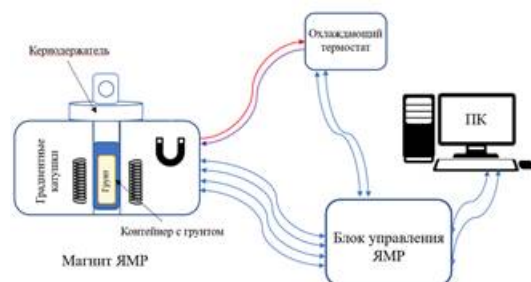 Охлаждающий
термостат
Кернодержатель
ПК
Градиентные
катушки
Грунт
Контейнер с грунтом
Магнит ЯМР
Блок управления
ЯМР